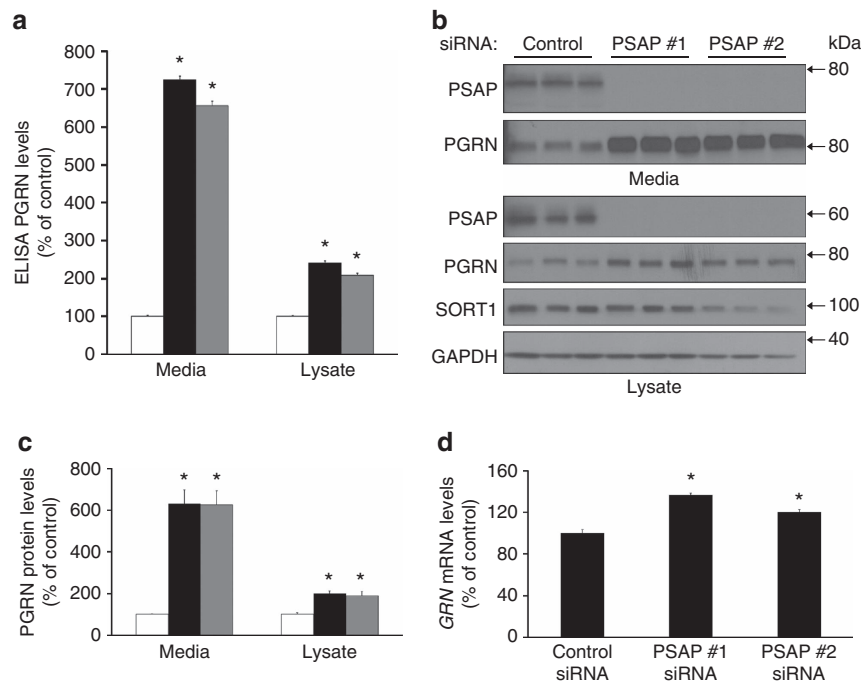 a
ELISA PGRN levels
(% of control)
800
700
600
500
400
300
200
100
0
*
*
*
*
Media
Lysate
b
siRNA: Control PSAP #1 PSAP #2 kDa
PSAP
80
PGRN
80
Media
PSAP
60
PGRN
80
SORT1
100
GAPDH
40
Lysate
c
PGRN protein levels
(% of control)
800
600
400
200
0
*
*
*
*
Media
Lysate
d
GRN mRNA levels
(% of control)
160
120
80
40
0
*
*
Control
siRNA
PSAP #1
siRNA
PSAP #2
siRNA